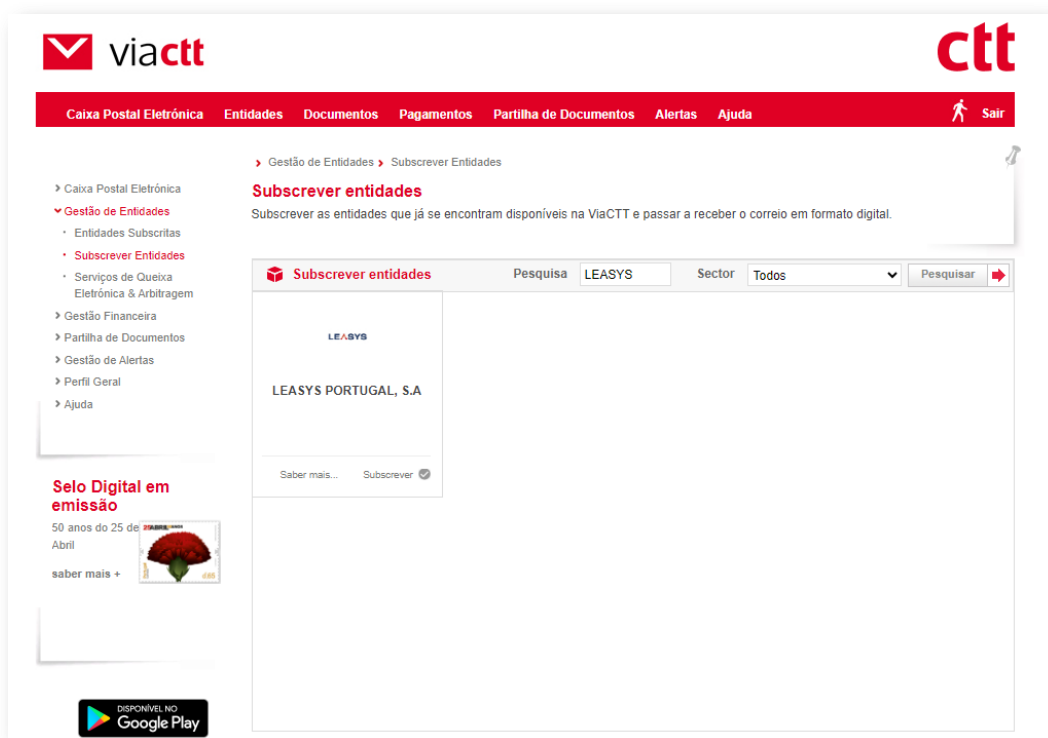 viactt
ctt
Caixa Postal Eletrónica Entidades Documentos Pagamentos Partilha de Documentos Alertas Ajuda Sair
Gestão de Entidades Subscrever Entidades
Subscrever entidades
Subscrever as entidades que já se encontram disponíveis na ViaCTT e passar a receber o correio em formato digital.
Caixa Postal Eletrónica
Gestão de Entidades
Entidades Subscritas
Subscrever Entidades
Serviços de Queixa
Eletrónica & Arbitragem
Gestão Financeira
Partilha de Documentos
Gestão de Alertas
Perfil Geral
Ajuda
Subscrever entidades Pesquisa LEASYS Sector Todos Pesquisar
LEASYS
LEASYS PORTUGAL, S.A
Saber mais... Subscrever
Selo Digital em
emissão
50 anos do 25 de
Abril
saber mais +
DISPONÍVEL NO
Google Play